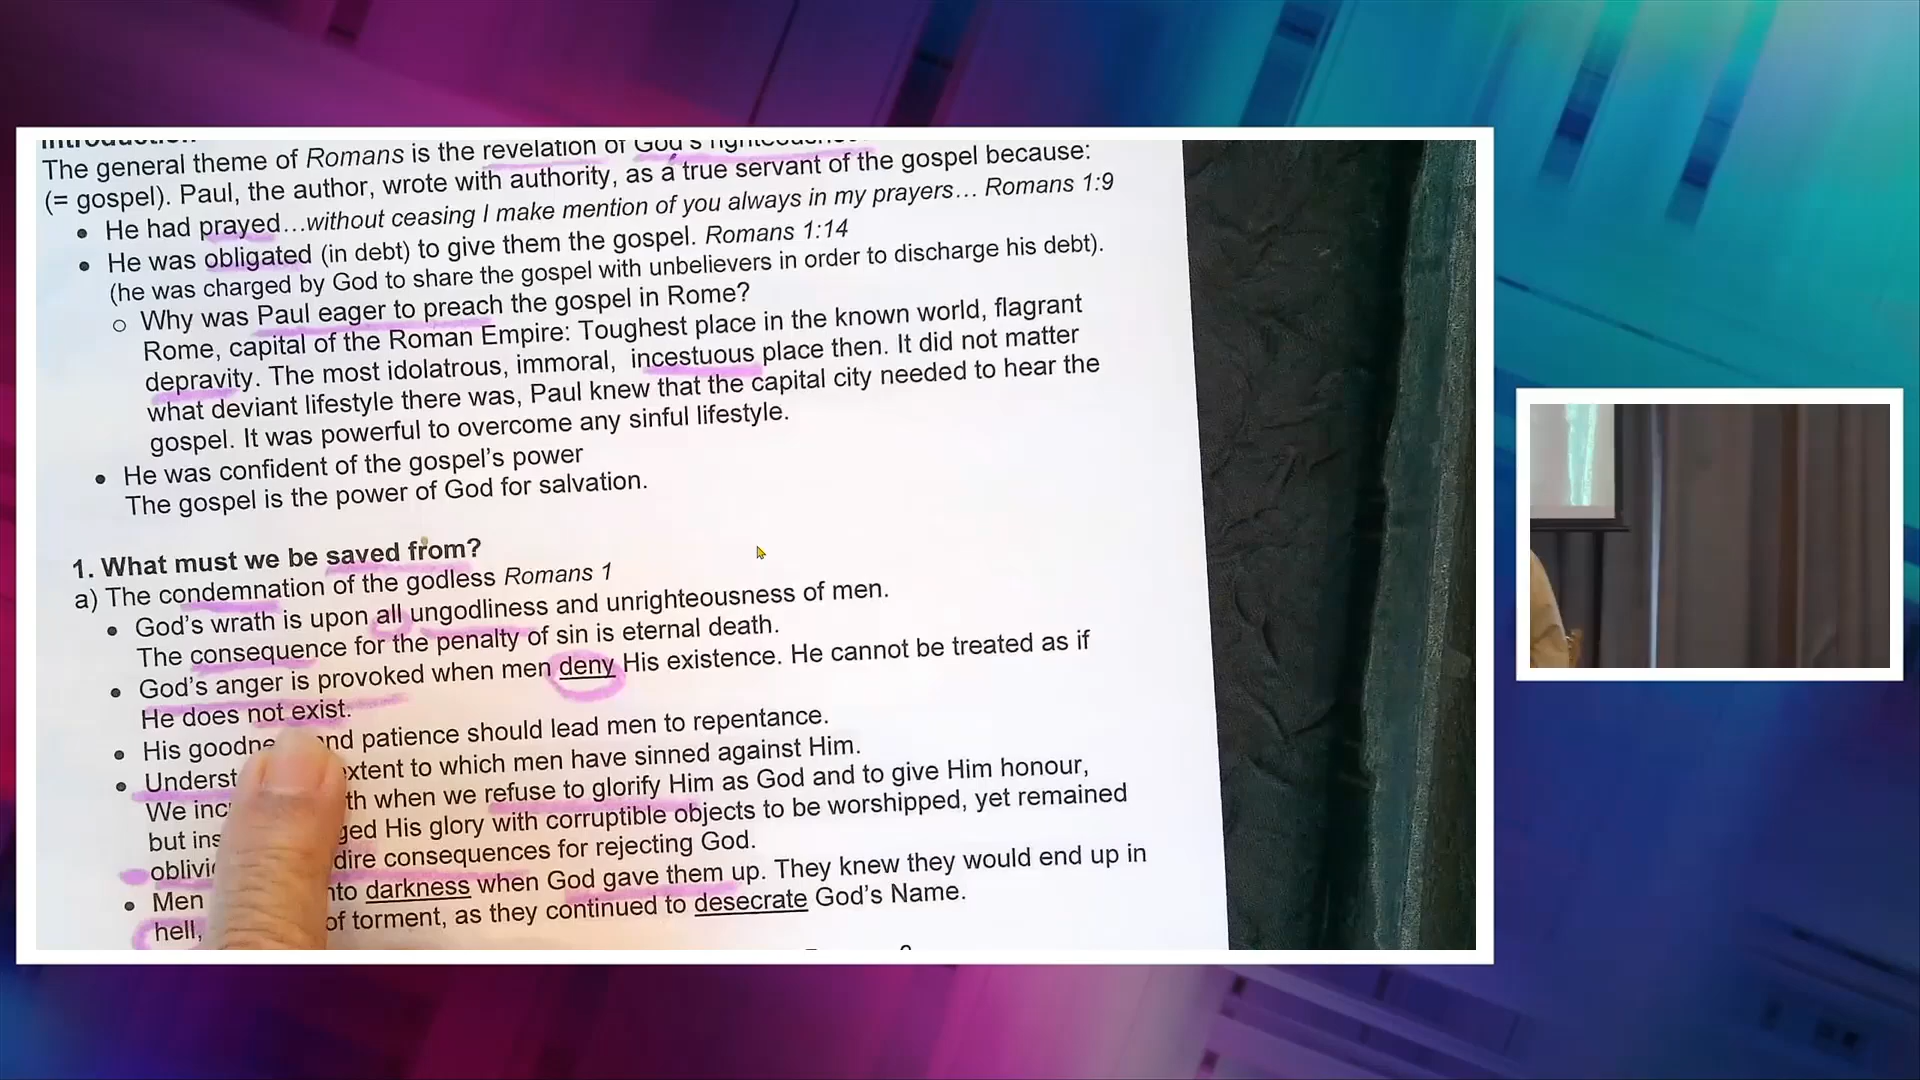 Introduction
The general theme of Romans is the revelation of God's
(= gospel). Paul, the author, wrote with authority, as a true servant of the gospel because:
• He had prayed…without ceasing I make mention of you always in my prayers… Romans 1:9
• He was obligated (in debt) to give them the gospel. Romans 1:14
(he was charged by God to share the gospel with unbelievers in order to discharge his debt).
○ Why was Paul eager to preach the gospel in Rome?
Rome, capital of the Roman Empire: Toughest place in the known world, flagrant
depravity. The most idolatrous, immoral, incestuous place then. It did not matter
what deviant lifestyle there was, Paul knew that the capital city needed to hear the
gospel. It was powerful to overcome any sinful lifestyle.
• He was confident of the gospel's power
The gospel is the power of God for salvation.
1. What must we be saved from?
a) The condemnation of the godless Romans 1
• God's wrath is upon all ungodliness and unrighteousness of men.
The consequence for the penalty of sin is eternal death.
• God's anger is provoked when men deny His existence. He cannot be treated as if
He does not exist.
• His patience should lead men to repentance.
• to which men have sinned against Him.
We when we refuse to glorify Him as God and to give Him honour,
but His glory with corruptible objects to be worshipped, yet remained
dire consequences for rejecting God.
• Men darkness when God gave them up. They knew they would end up in
hell, of torment, as they continued to desecrate God's Name.